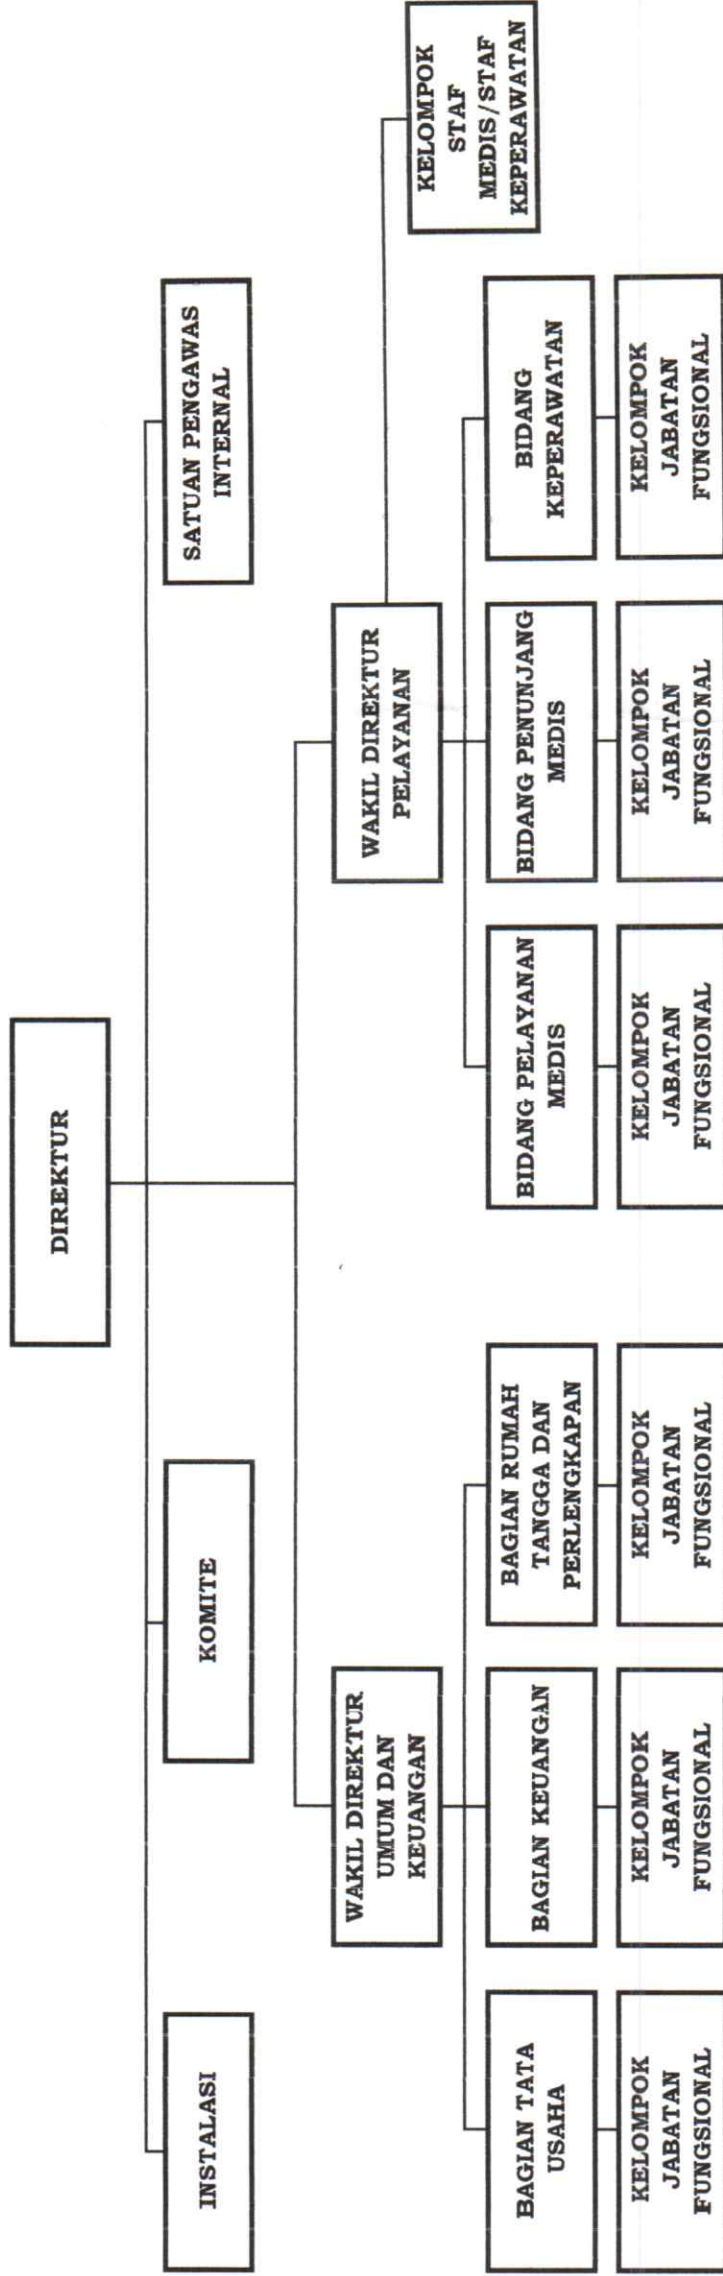 DIREKTUR
INSTALASI
KOMITE
SATUAN PENGAWAS
INTERNAL
WAKIL DIREKTUR
UMUM DAN
KEUANGAN
WAKIL DIREKTUR
PELAYANAN
KELOMPOK
STAF
MEDIS/STAF
KEPERAWATAN
BAGIAN TATA
USAHA
BAGIAN KEUANGAN
BAGIAN RUMAH
TANGGA DAN
PERLENGKAPAN
BIDANG PELAYANAN
MEDIS
BIDANG PENUNJANG
MEDIS
BIDANG
KEPERAWATAN
KELOMPOK
JABATAN
FUNGSIONAL
KELOMPOK
JABATAN
FUNGSIONAL
KELOMPOK
JABATAN
FUNGSIONAL
KELOMPOK
JABATAN
FUNGSIONAL
KELOMPOK
JABATAN
FUNGSIONAL
KELOMPOK
JABATAN
FUNGSIONAL